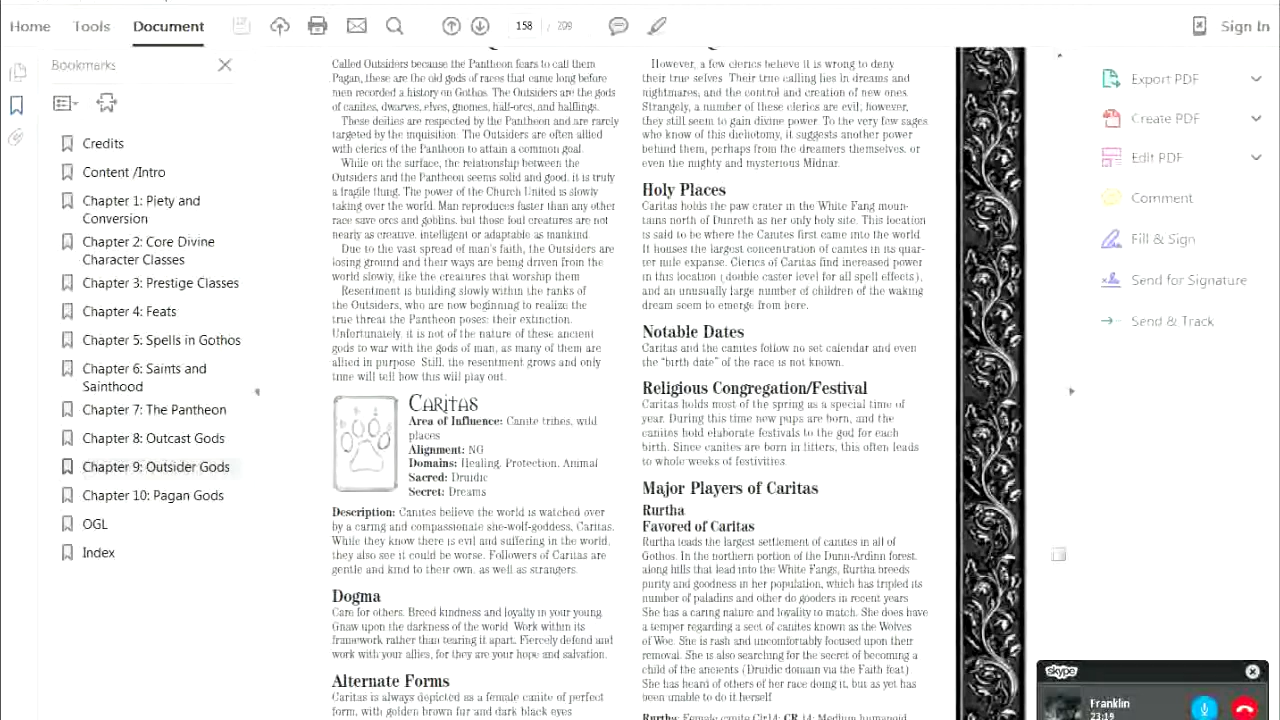 Home
Tools
Document
158 / 209
Sign In
Bookmarks
Credits
Content /Intro
Chapter 1: Piety and
Conversion
Chapter 2: Core Divine
Character Classes
Chapter 3: Prestige Classes
Chapter 4: Feats
Chapter 5: Spells in Gothos
Chapter 6: Saints and
Sainthood
Chapter 7: The Pantheon
Chapter 8: Outcast Gods
Chapter 9: Outsider Gods
Chapter 10: Pagan Gods
OGL
Index
Called Outsiders because the Pantheon fears to call them
Pagan, these are the old gods of races that came long before
men recorded a history on Gothos. The Outsiders are the gods
of canites, dwarves, elves, gnomes, half-orcs, and halflings.
These deities are respected by the Pantheon and are rarely
targeted by the inquisition. The Outsiders are often allied
with clerics of the Pantheon to attain a common goal.
While on the surface, the relationship between the
Outsiders and the Pantheon seems solid and good, it is truly
a fragile thing. The power of the Church United is slowly
taking over the world. Man reproduces faster than any other
race save orcs and goblins, but those foul creatures are not
nearly as creative, intelligent or adaptable as mankind.
Due to the vast spread of man's faith, the Outsiders are
losing ground and their ways are being driven from the
world slowly, like the creatures that worship them.
Resentment is building slowly within the ranks of
the Outsiders, who are now beginning to realize the
true threat the Pantheon poses: their extinction.
Unfortunately, it is not of the nature of these ancient
gods to war with the gods of man, as many of them are
allied in purpose. Still, the resentment grows and only
time will tell how this will play out.
Caritas
Area of Influence: Canite tribes, wild
places
Alignment: NG
Domains: Healing, Protection, Animal
Sacred: Druidic
Secret: Dreams
Description: Canites believe the world is watched over
by a caring and compassionate she-wolf-goddess, Caritas.
While they know there is evil and suffering in the world,
they also see it could be worse. Followers of Caritas are
gentle and kind to their own, as well as strangers.
Dogma
Care for others. Breed kindness and loyalty in your young.
Gnaw upon the darkness of the world. Work within its
framework rather than tearing it apart. Fiercely defend and
work with your allies, for they are your hope and salvation.
Alternate Forms
Caritas is always depicted as a female canite of perfect
form, with golden brown fur and dark black eyes
However, a few clerics believe it is wrong to deny
their true selves. Their true calling lies in dreams and
nightmares, and the control and creation of new ones.
Strangely, a number of these clerics are evil; however,
they still seem to gain divine power. To the very few sages
who know of this dichotomy, it suggests another power
behind them, perhaps from the dreamers themselves, or
even the mighty and mysterious Midnar.
Holy Places
Caritas holds the paw crater in the White Fang moun-
tains north of Dunreth as her only holy site. This location
is said to be where the Canites first came into the world.
It houses the largest concentration of canites in its quar-
ter mile expanse. Clerics of Caritas find increased power
in this location (double caster level for all spell effects),
and an unusually large number of children of the waking
dream seem to emerge from here.
Notable Dates
Caritas and the canites follow no set calendar and even
the "birth date" of the race is not known.
Religious Congregation/Festival
Caritas holds most of the spring as a special time of
year. During this time new pups are born, and the
canites hold elaborate festivals to the god for each
birth. Since canites are born in litters, this often leads
to whole weeks of festivities.
Major Players of Caritas
Rurtha
Favored of Caritas
Rurtha leads the largest settlement of canites in all of
Gothos. In the northern portion of the Dunn-Ardinn forest,
along hills that lead into the White Fangs, Rurtha breeds
purity and goodness in her population, which has tripled its
number of paladins and other do gooders in recent years.
She has a caring nature and loyalty to match. She does have
a temper regarding a sect of canites known as the Wolves
of Woe. She is rash and uncomfortably focused upon their
removal. She is also searching for the secret of becoming a
child of the ancients (Druidic domain via the Faith feat).
She has heard of others of her race doing it, but as yet has
been unable to do it herself.
Rurtha: Female canite Clr14; CR 14; Medium humanoid
Export PDF
Create PDF
Edit PDF
Comment
Fill & Sign
Send for Signature
Send & Track
skype
Franklin
23:19